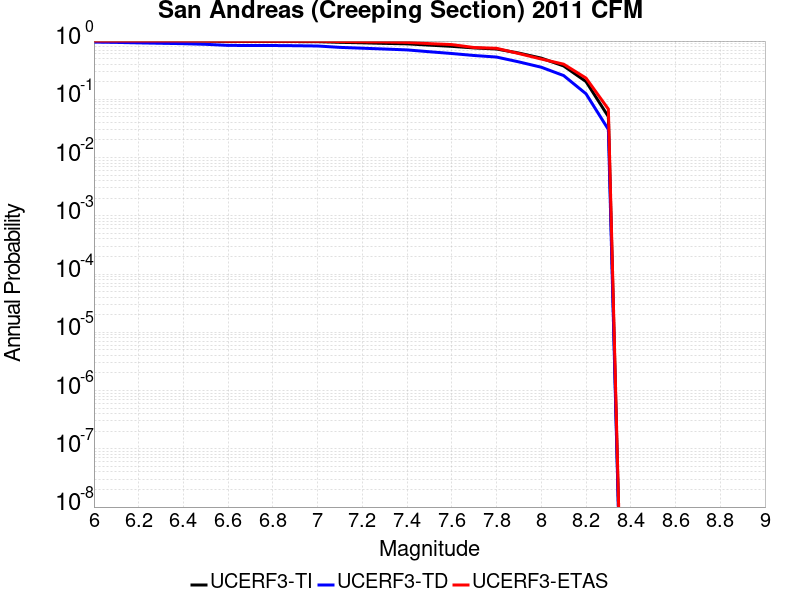 San Andreas (Creeping Section) 2011 CFM
Annual Probability
10^0
10^-1
10^-2
10^-3
10^-4
10^-5
10^-6
10^-7
10^-8
6 6.2 6.4 6.6 6.8 7 7.2 7.4 7.6 7.8 8 8.2 8.4 8.6 8.8 9
Magnitude
UCERF3-TI UCERF3-TD UCERF3-ETAS